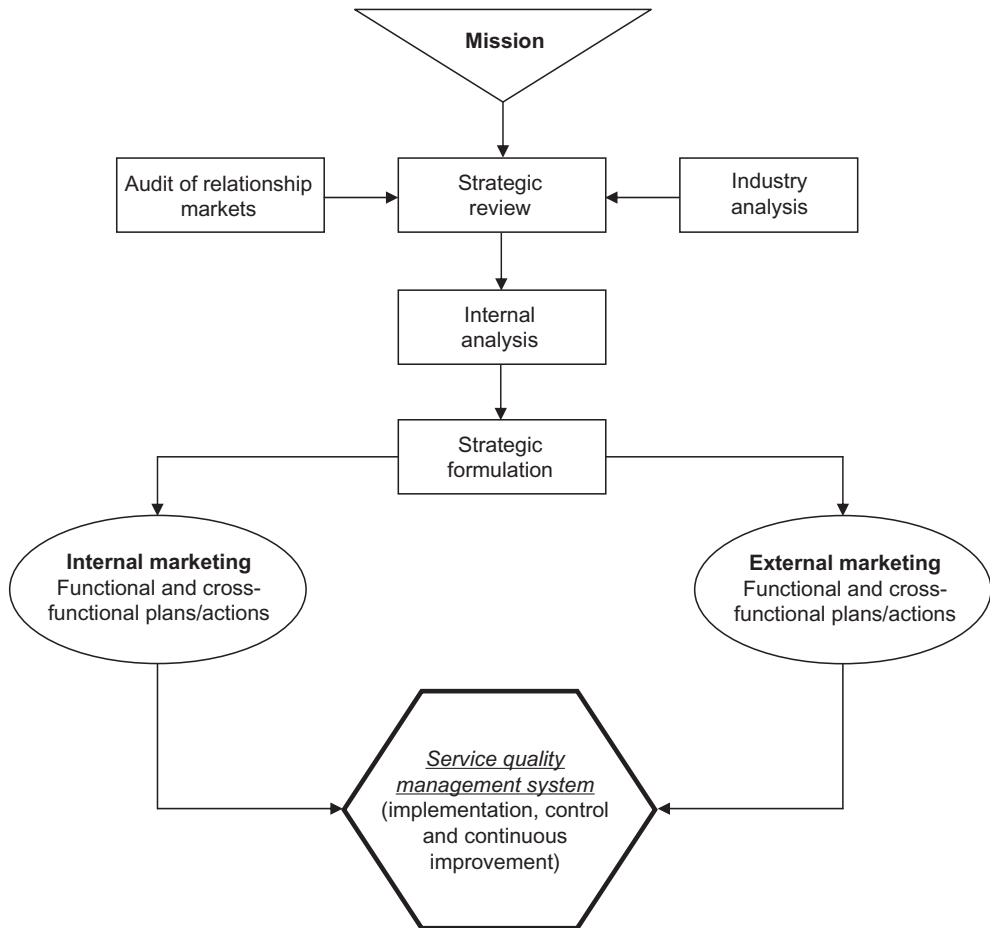 Mission
Audit of relationship
markets
Strategic
review
Industry
analysis
Internal
analysis
Strategic
formulation
Internal marketing
Functional and cross-
functional plans/actions
External marketing
Functional and cross-
functional plans/actions
Service quality
management system
(implementation, control
and continuous
improvement)